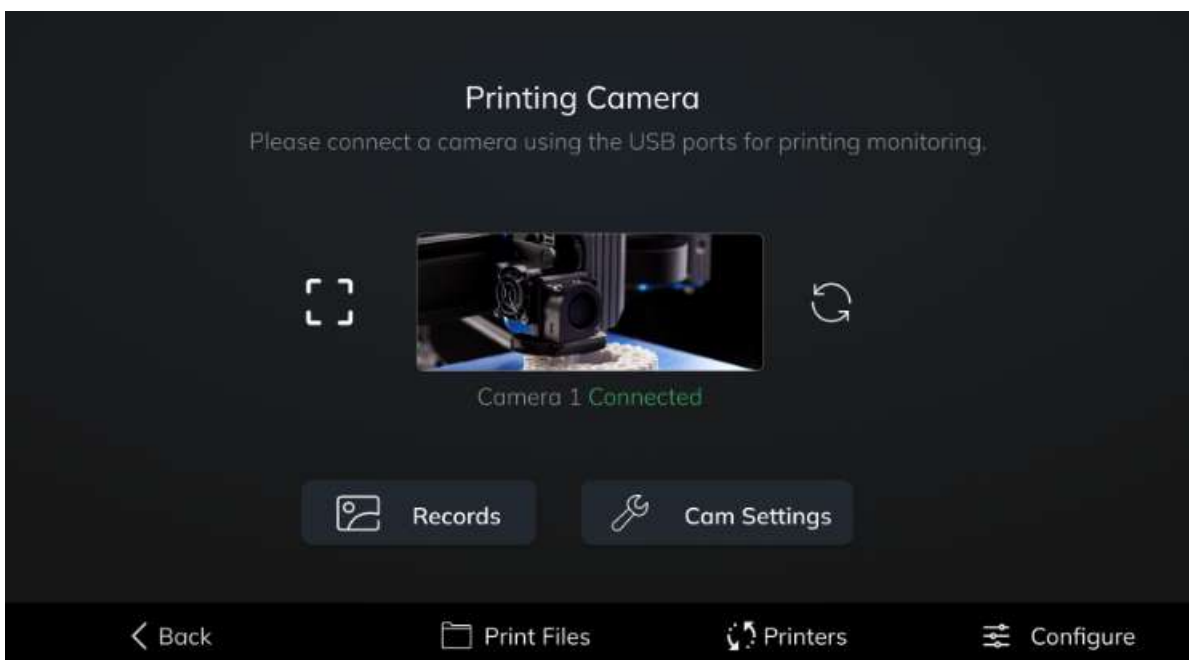 Printing Camera
Please connect a camera using the USB ports for printing monitoring.
Camera 1 Connected
Records
Cam Settings
Back
Print Files
Printers
Configure